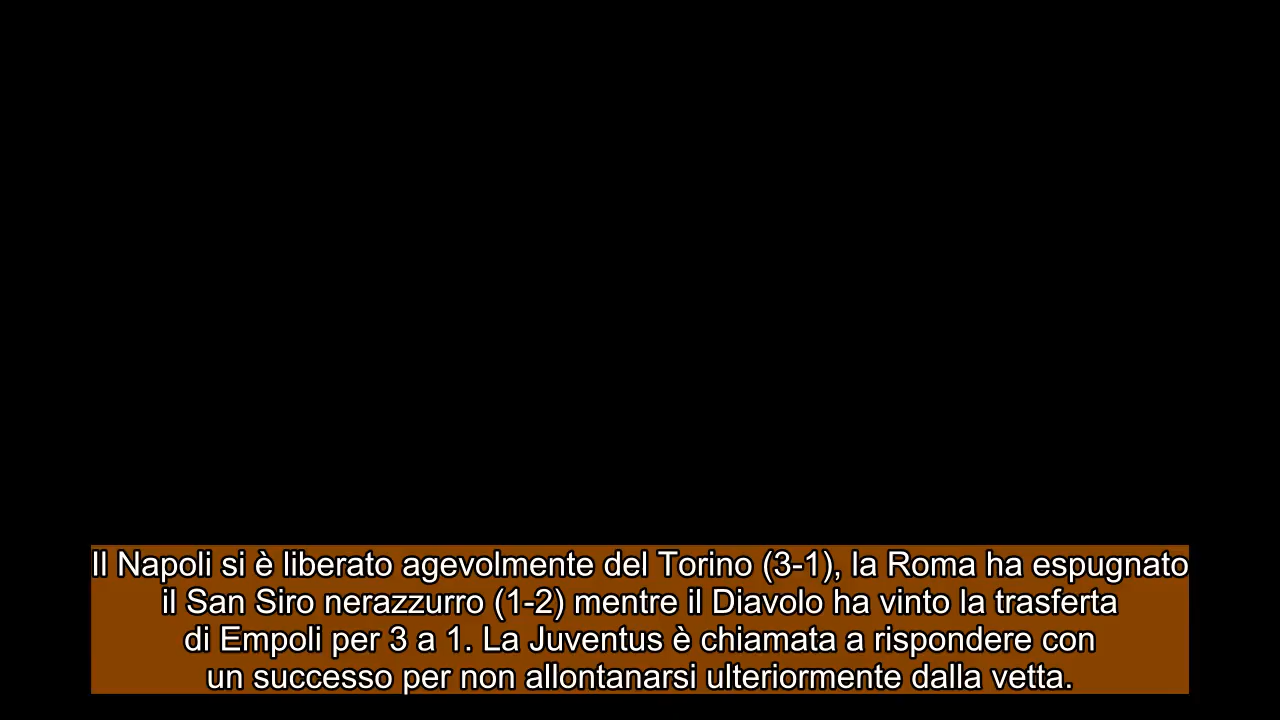 Il Napoli si è liberato agevolmente del Torino (3-1), la Roma ha espugnato
il San Siro nerazzurro (1-2) mentre il Diavolo ha vinto la trasferta
di Empoli per 3 a 1. La Juventus è chiamata a rispondere con
un successo per non allontanarsi ulteriormente dalla vetta.